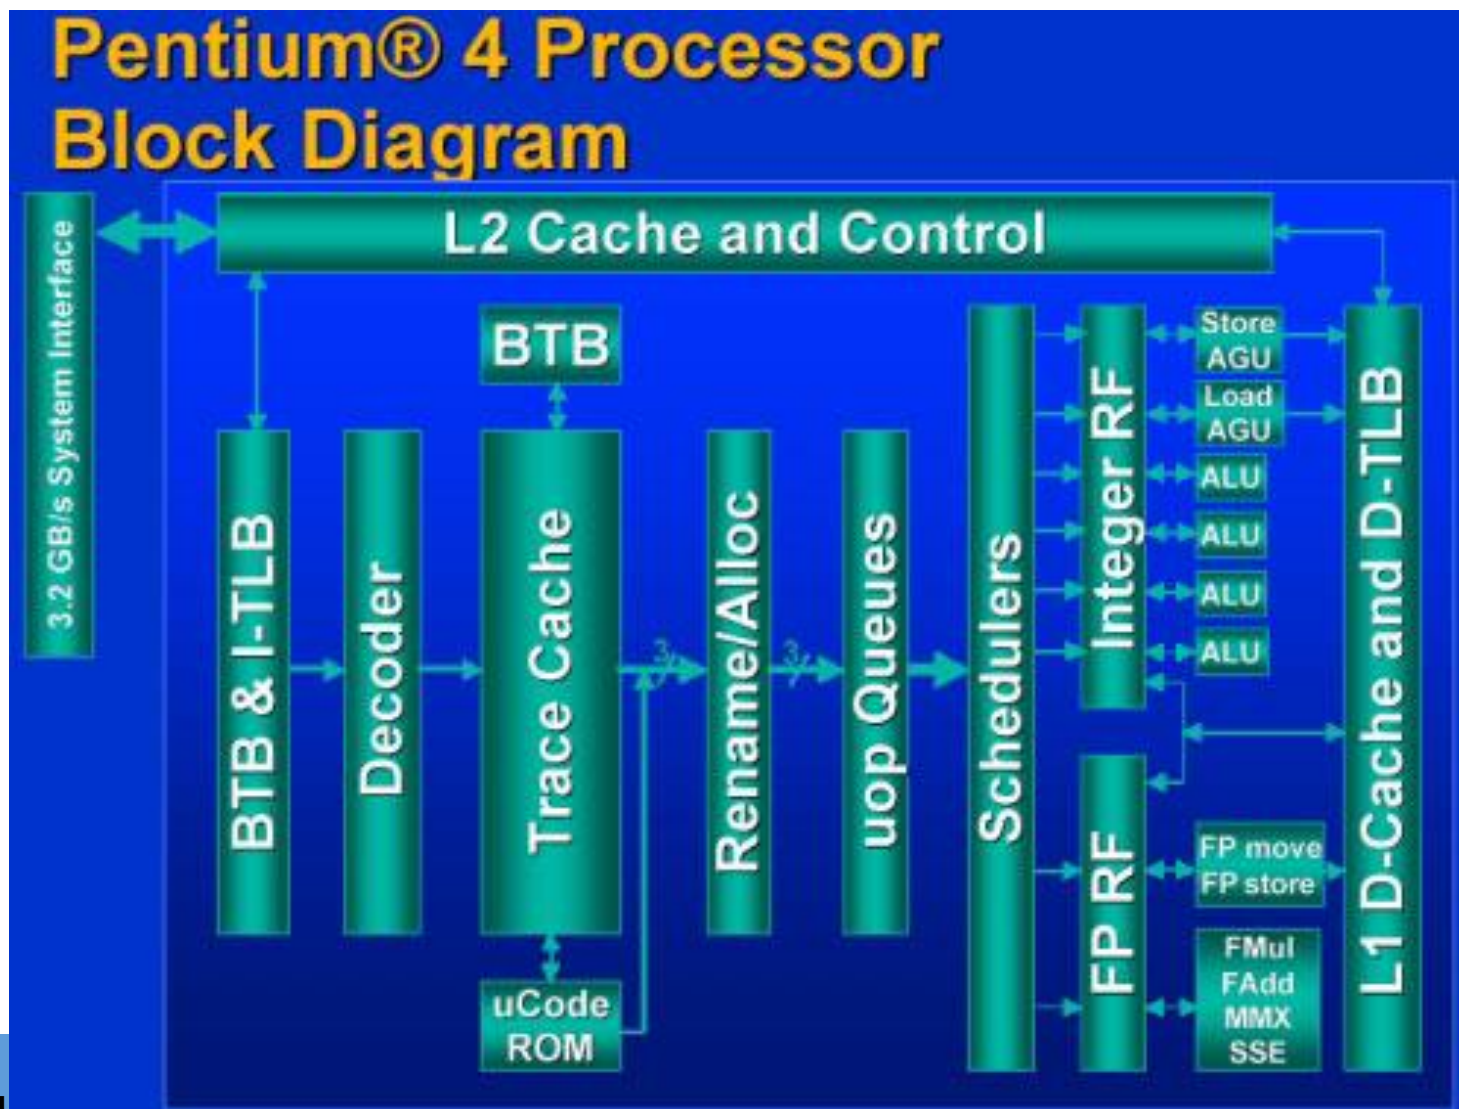 Pentium® 4 Processor
Block Diagram
3.2 GB/s System Interface
L2 Cache and Control
BTB
BTB & I-TLB
Decoder
Trace Cache
uCode
ROM
3
Rename/Alloc
3
uop Queues
Schedulers
Integer RF
FP RF
Store
AGU
Load
AGU
ALU
ALU
ALU
ALU
FP move
FP store
FMul
FAdd
MMX
SSE
L1 D-Cache and D-TLB